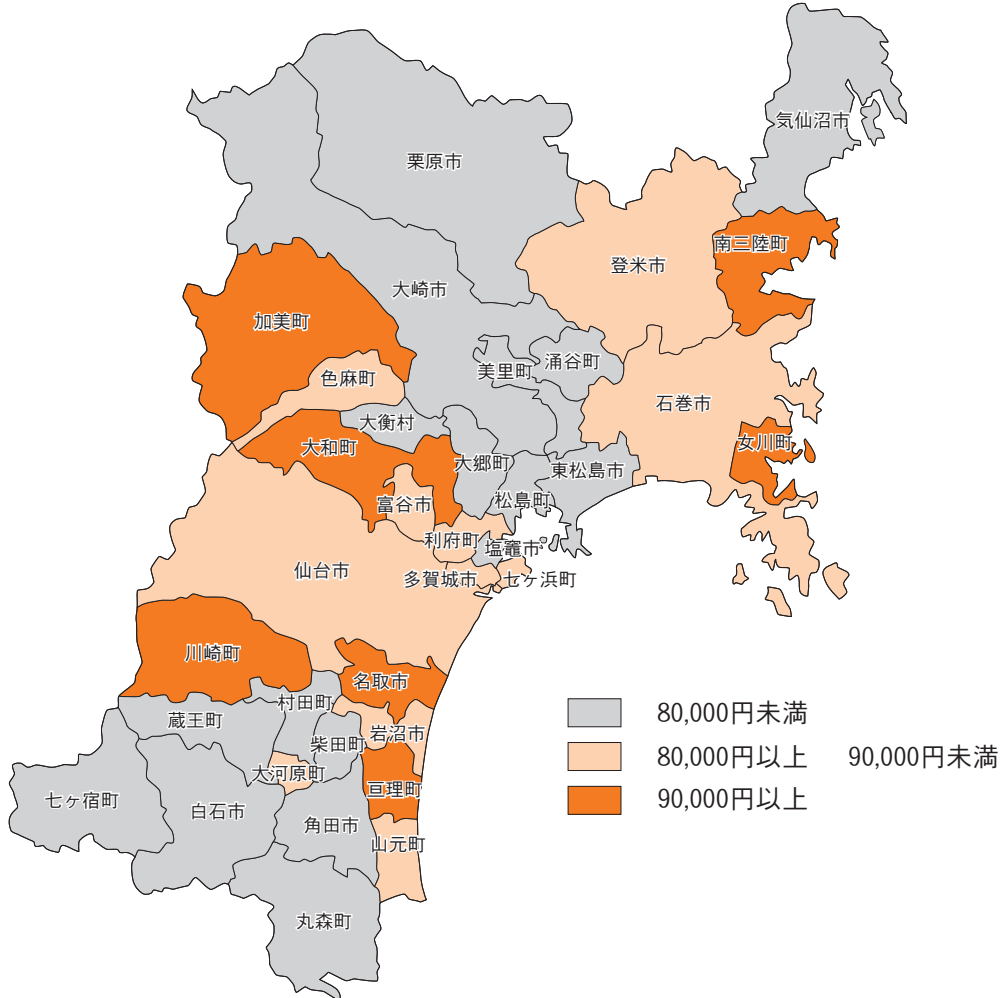 気仙沼市
栗原市
南三陸町
登米市
大崎市
加美町
涌谷町
美里町
色麻町
石巻市
大衡村
女川町
大和町
大郷町
東松島市
松島町
富谷市
利府町
塩竈市
仙台市
多賀城市
七ヶ浜町
川崎町
名取市
村田町
蔵王町
岩沼市
柴田町
大河原町
亘理町
七ヶ宿町
白石市
角田市
山元町
丸森町
80,000円未満
80,000円以上 90,000円未満
90,000円以上